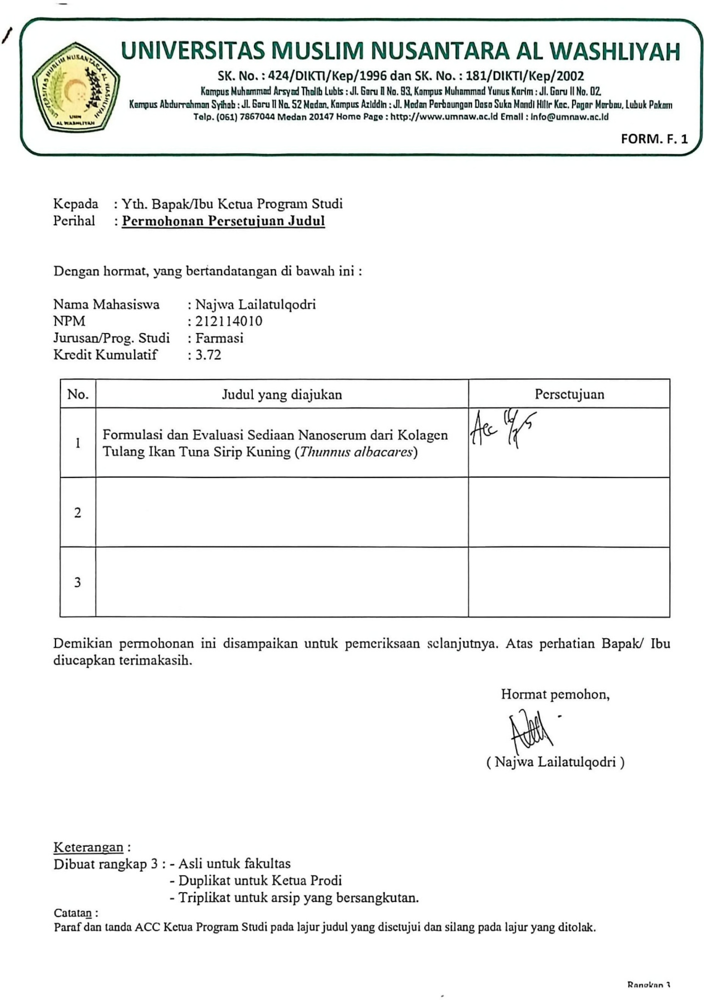 UNIVERSITAS MUSLIM NUSANTARA AL WASHLIYAH
SK. No. : 424/DIKTI/Kep/1996 dan SK. No. : 181/DIKTI/Kep/2002
Kampus Muhammad Arsyad Thalib Lubis : Jl. Garu II No. 93, Kampus Muhammad Yunus Karim : Jl. Garu II No. 02,
Kampus Abdurrahman Syihab : Jl. Garu II No. 52 Medan, Kampus Aziddin : Jl. Medan Perbaungan Desa Suka Mandi Hilir Kec. Pagar Merbau, Lubuk Pakam
Telp. (061) 7867044 Medan 20147 Home Page : http://www.umnaw.ac.id Email : info@umnaw.ac.id
UNIVERSITAS MUSLIM NUSANTARA AL WASHLIYAH
UMN
AL WASHLIYAH
FORM. F. 1
Kepada : Yth. Bapak/Ibu Ketua Program Studi
Perihal : Permohonan Persetujuan Judul
Dengan hormat, yang bertandatangan di bawah ini :
Nama Mahasiswa : Najwa Lailatulqodri
NPM : 212114010
Jurusan/Prog. Studi : Farmasi
Kredit Kumulatif : 3.72
No. Judul yang diajukan Persetujuan
Acc
1 Formulasi dan Evaluasi Sediaan Nanoserum dari Kolagen
Tulang Ikan Tuna Sirip Kuning (Thunnus albacares)
2
3
Demikian permohonan ini disampaikan untuk pemeriksaan selanjutnya. Atas perhatian Bapak/ Ibu
diucapkan terimakasih.
Hormat pemohon,
( Najwa Lailatulqodri )
Keterangan :
Dibuat rangkap 3 : - Asli untuk fakultas
- Duplikat untuk Ketua Prodi
- Triplikat untuk arsip yang bersangkutan.
Catatan :
Paraf dan tanda ACC Ketua Program Studi pada lajur judul yang disetujui dan silang pada lajur yang ditolak.